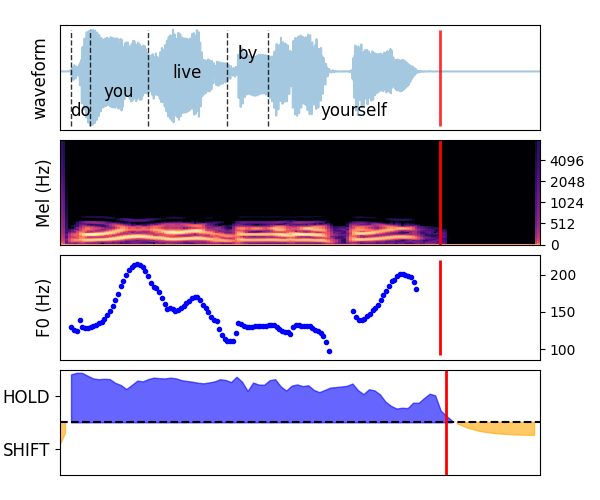 waveform
do
you
live
by
yourself
Mel (Hz)
4096
2048
1024
512
0
F0 (Hz)
200
150
100
HOLD
SHIFT